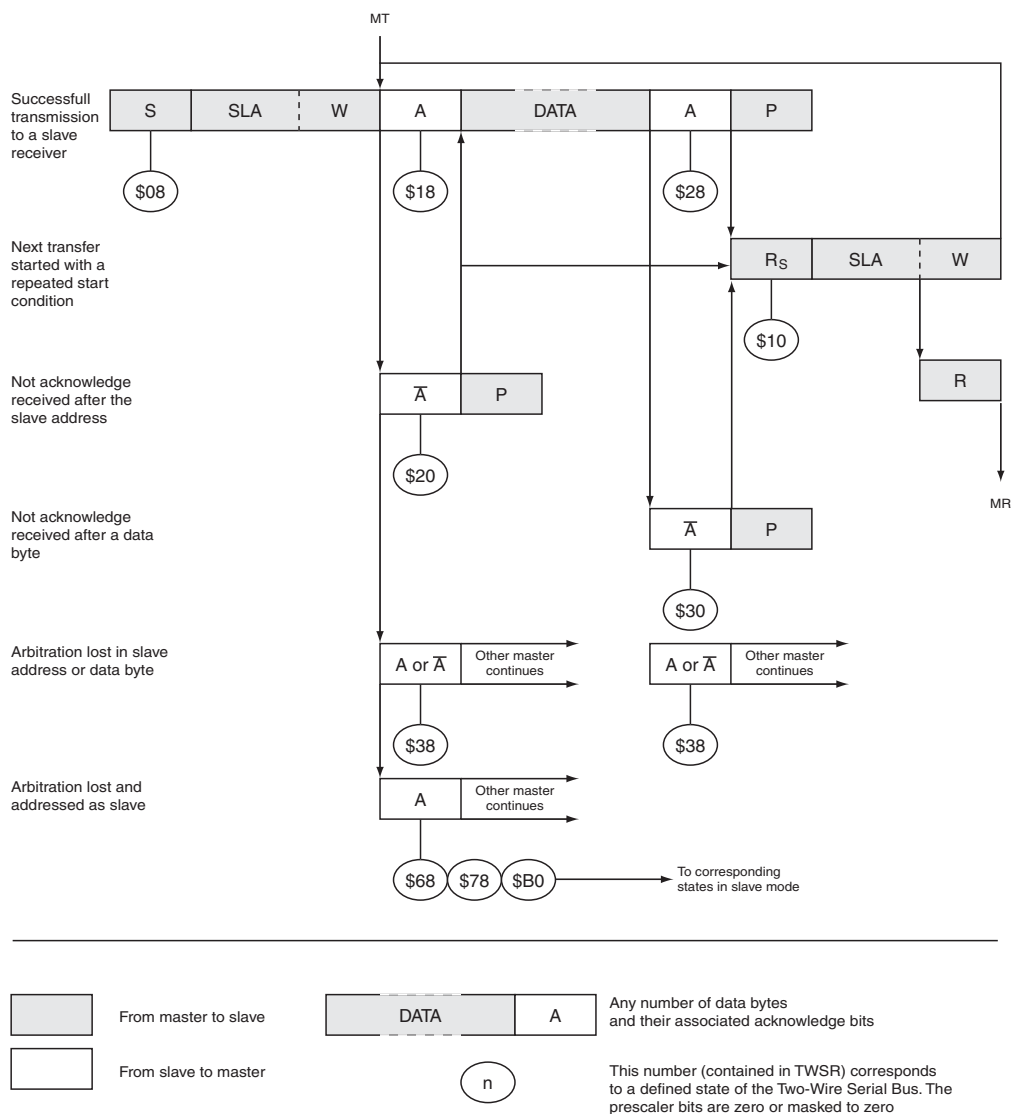 MT
Successfull
transmission
to a slave
receiver
S SLA W A DATA A P
$08 $18 $28
Next transfer
started with a
repeated start
condition
RS SLA W
$10
Not acknowledge
received after the
slave address
A̅ P
R
$20
MR
Not acknowledge
received after a data
byte
A̅ P
$30
Arbitration lost in slave
address or data byte
A or A̅ Other master
continues
A or A̅ Other master
continues
$38 $38
Arbitration lost and
addressed as slave
A Other master
continues
$68 $78 $B0 To corresponding
states in slave mode
From master to slave
DATA A
Any number of data bytes
and their associated acknowledge bits
From slave to master
n
This number (contained in TWSR) corresponds
to a defined state of the Two-Wire Serial Bus. The
prescaler bits are zero or masked to zero